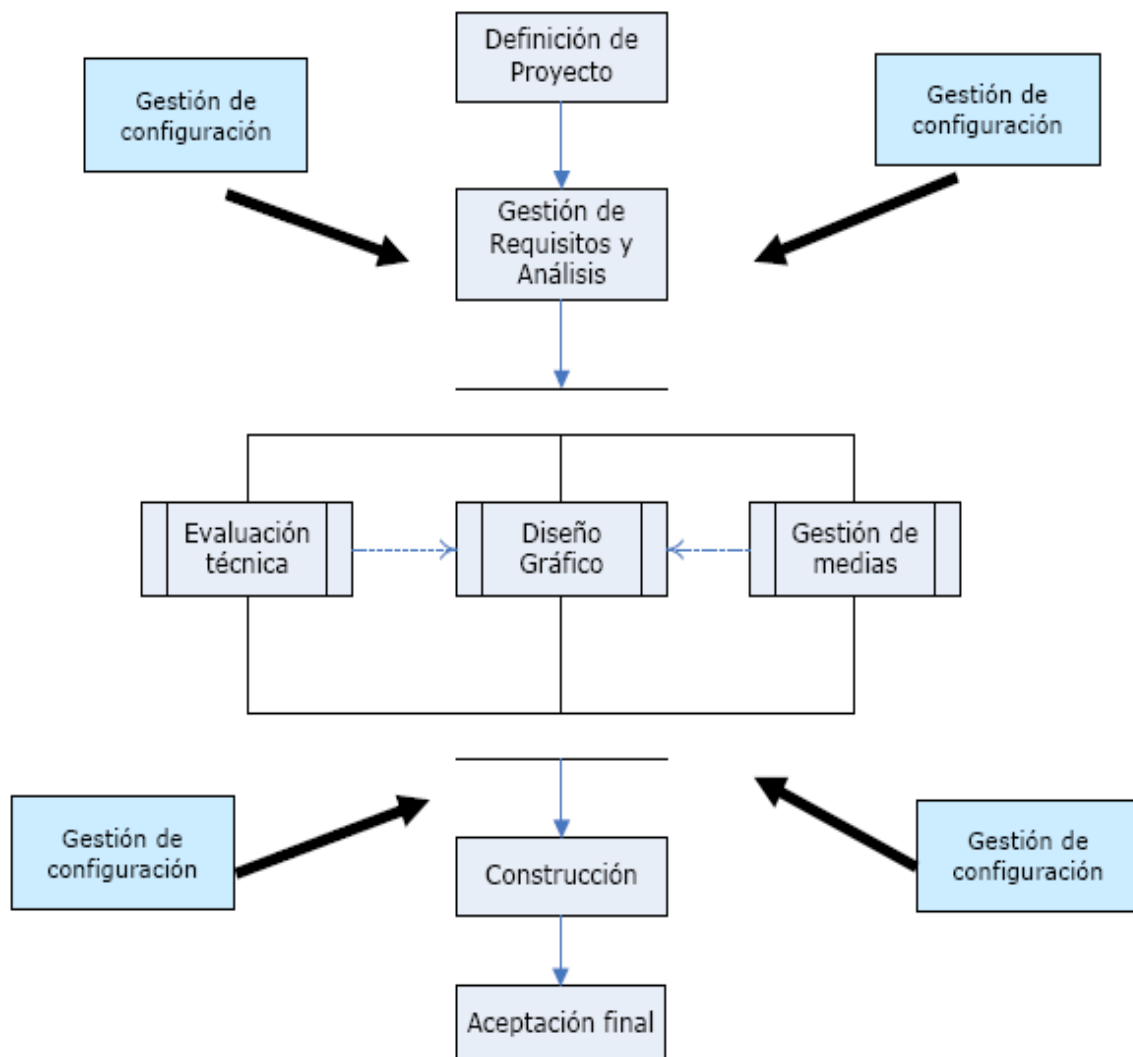 Definición de
Proyecto
Gestión de
configuración
Gestión de
configuración
Gestión de
Requisitos y
Análisis
Evaluación
técnica
Diseño
Gráfico
Gestión de
medias
Gestión de
configuración
Gestión de
configuración
Construcción
Aceptación final